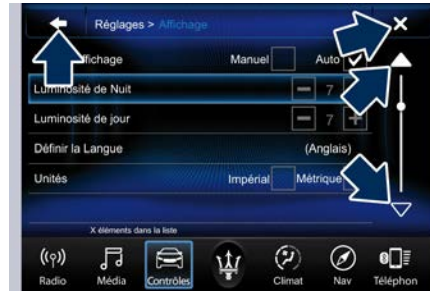 Réglages > Affichage
ffichage Manuel Auto
Luminosité de Nuit 7
Luminosité de jour 7
Définir la Langue (Anglais)
Unités Impérial Métrique
X éléments dans la liste
Radio Média Contrôles Climat Nav Téléphon